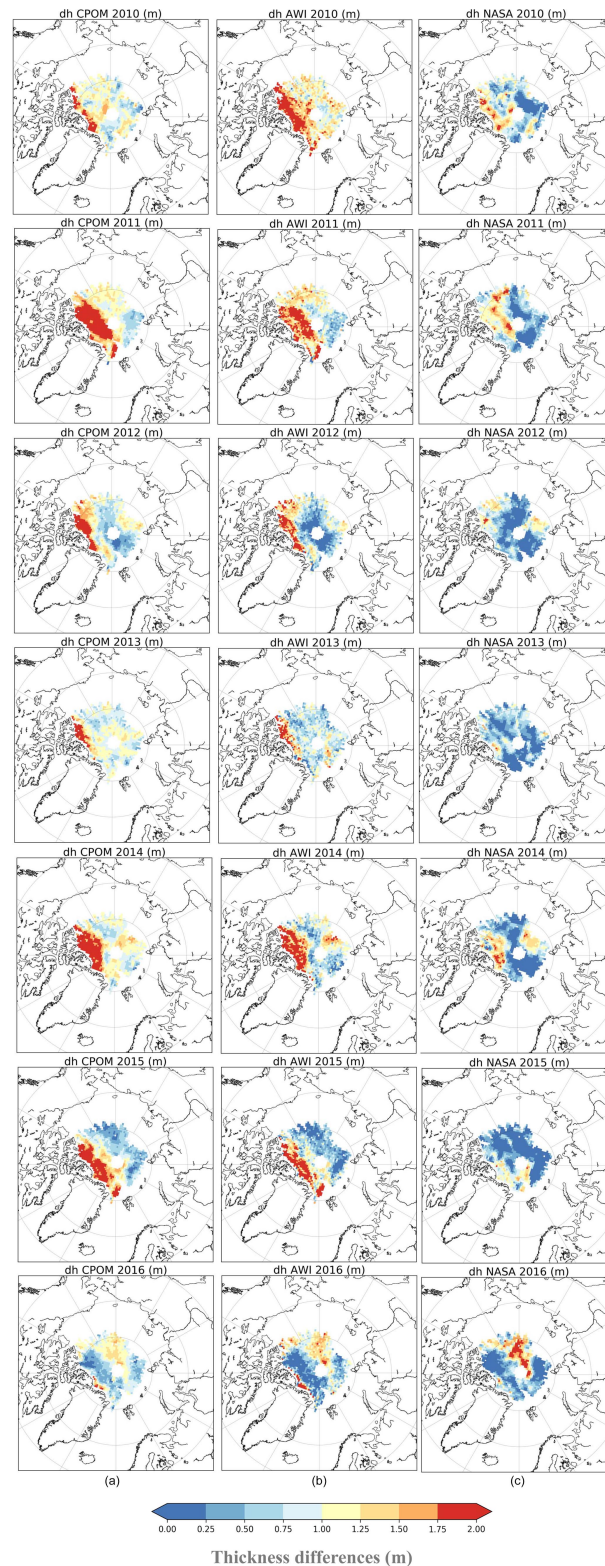 dh CPOM 2010 (m) dh AWI 2010 (m) dh NASA 2010 (m)
dh CPOM 2011 (m) dh AWI 2011 (m) dh NASA 2011 (m)
dh CPOM 2012 (m) dh AWI 2012 (m) dh NASA 2012 (m)
dh CPOM 2013 (m) dh AWI 2013 (m) dh NASA 2013 (m)
dh CPOM 2014 (m) dh AWI 2014 (m) dh NASA 2014 (m)
dh CPOM 2015 (m) dh AWI 2015 (m) dh NASA 2015 (m)
dh CPOM 2016 (m) dh AWI 2016 (m) dh NASA 2016 (m)
(a) (b) (c)
0.00 0.25 0.50 0.75 1.00 1.25 1.50 1.75 2.00
Thickness differences (m)